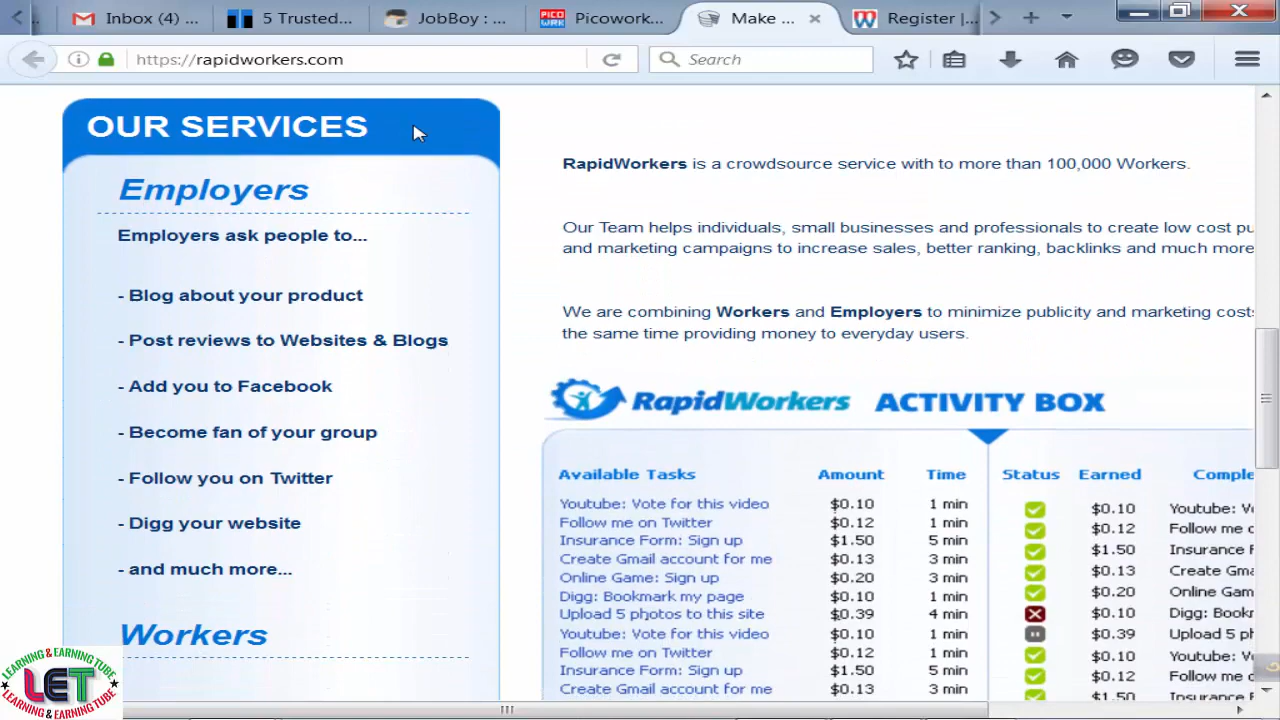 Inbox (4) ...
5 Trusted...
JobBoy : ...
Picowork...
Make ...
Register |...
https://rapidworkers.com
Search
OUR SERVICES
Employers
Employers ask people to...
- Blog about your product
- Post reviews to Websites & Blogs
- Add you to Facebook
- Become fan of your group
- Follow you on Twitter
- Digg your website
- and much more...
Workers
RapidWorkers is a crowdsource service with to more than 100,000 Workers.
Our Team helps individuals, small businesses and professionals to create low cost pu
and marketing campaigns to increase sales, better ranking, backlinks and much more
We are combining Workers and Employers to minimize publicity and marketing cost
the same time providing money to everyday users.
RapidWorkers ACTIVITY BOX
Available Tasks Amount Time Status Earned Comple
Youtube: Vote for this video $0.10 1 min $0.10 Youtube: V
Follow me on Twitter $0.12 1 min $0.12 Follow me o
Insurance Form: Sign up $1.50 5 min $1.50 Insurance F
Create Gmail account for me $0.13 3 min $0.13 Create Gma
Online Game: Sign up $0.20 3 min $0.20 Online Game
Digg: Bookmark my page $0.10 1 min $0.10 Digg: Bookm
Upload 5 photos to this site $0.39 4 min $0.39 Upload 5 ph
Youtube: Vote for this video $0.10 1 min $0.10 Youtube: Vo
Follow me on Twitter $0.12 1 min $0.12 Follow me o
Insurance Form: Sign up $1.50 5 min $1.50 Insurance F
Create Gmail account for me $0.13 3 min
LEARNING & EARNING TUBE
LET
LEARNING & EARNING TUBE